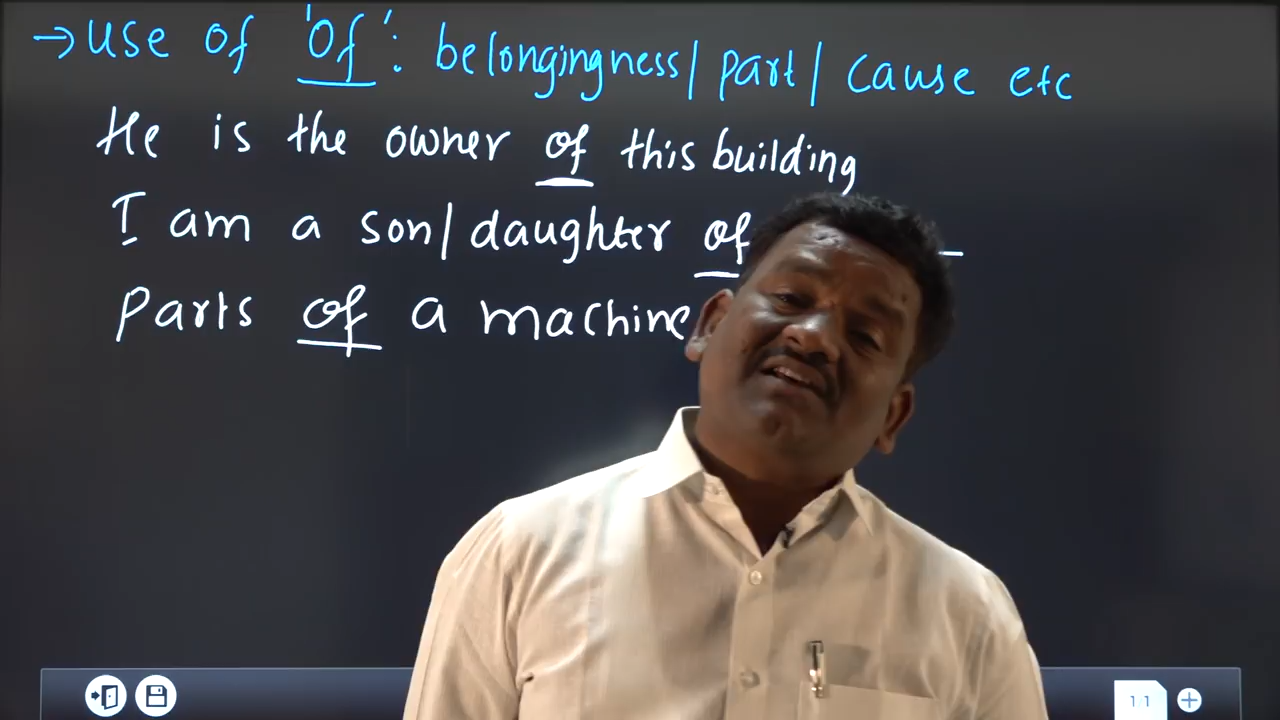 → Use of 'Of': belongingness/ part/ cause etc
He is the owner of this building
I am a son/daughter of
Parts of a machine
11